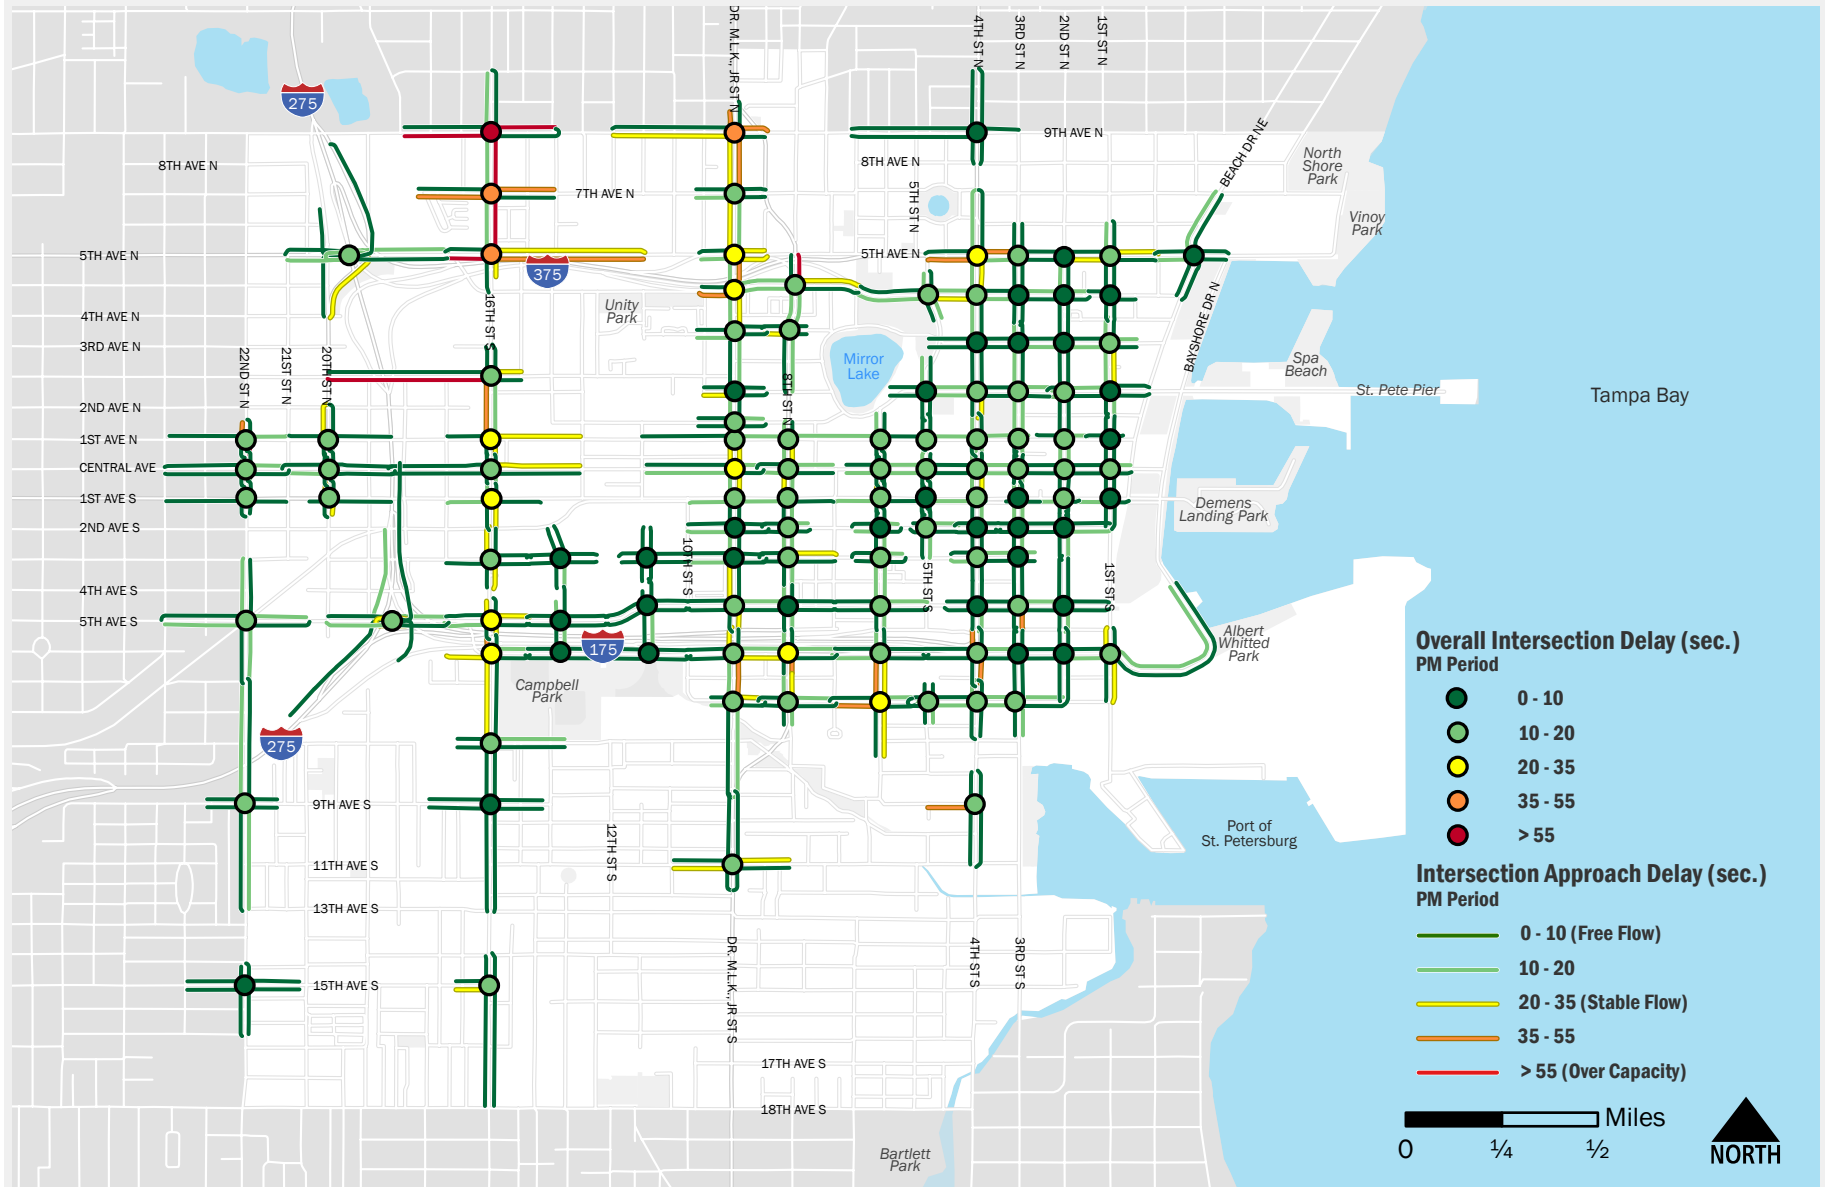 DR. M.L.K., JR ST N
4TH ST N
3RD ST N
2ND ST N
1ST ST N
275
9TH AVE N
BEACH DR NE
8TH AVE N
8TH AVE N
North
Shore
Park
7TH AVE N
5TH ST N
Vinoy
Park
5TH AVE N
5TH AVE N
375
16TH ST S
Unity
Park
BAYSHORE DR N
4TH AVE N
3RD AVE N
22ND ST N
21ST ST N
20TH ST N
Mirror
Lake
8TH ST N
Spa
Beach
St. Pete Pier
Tampa Bay
2ND AVE N
1ST AVE N
CENTRAL AVE
1ST AVE S
Demens
Landing Park
2ND AVE S
10TH ST S
5TH ST S
1ST ST S
4TH AVE S
5TH AVE S
175
Albert
Whitted
Park
Campbell
Park
275
9TH AVE S
12TH ST S
Port of
St. Petersburg
11TH AVE S
13TH AVE S
DR. M.L.K., JR ST S
4TH ST S
3RD ST S
15TH AVE S
17TH AVE S
18TH AVE S
Bartlett
Park
Overall Intersection Delay (sec.)
PM Period
0 - 10
10 - 20
20 - 35
35 - 55
> 55
Intersection Approach Delay (sec.)
PM Period
0 - 10 (Free Flow)
10 - 20
20 - 35 (Stable Flow)
35 - 55
> 55 (Over Capacity)
Miles
0 ¼ ½
NORTH